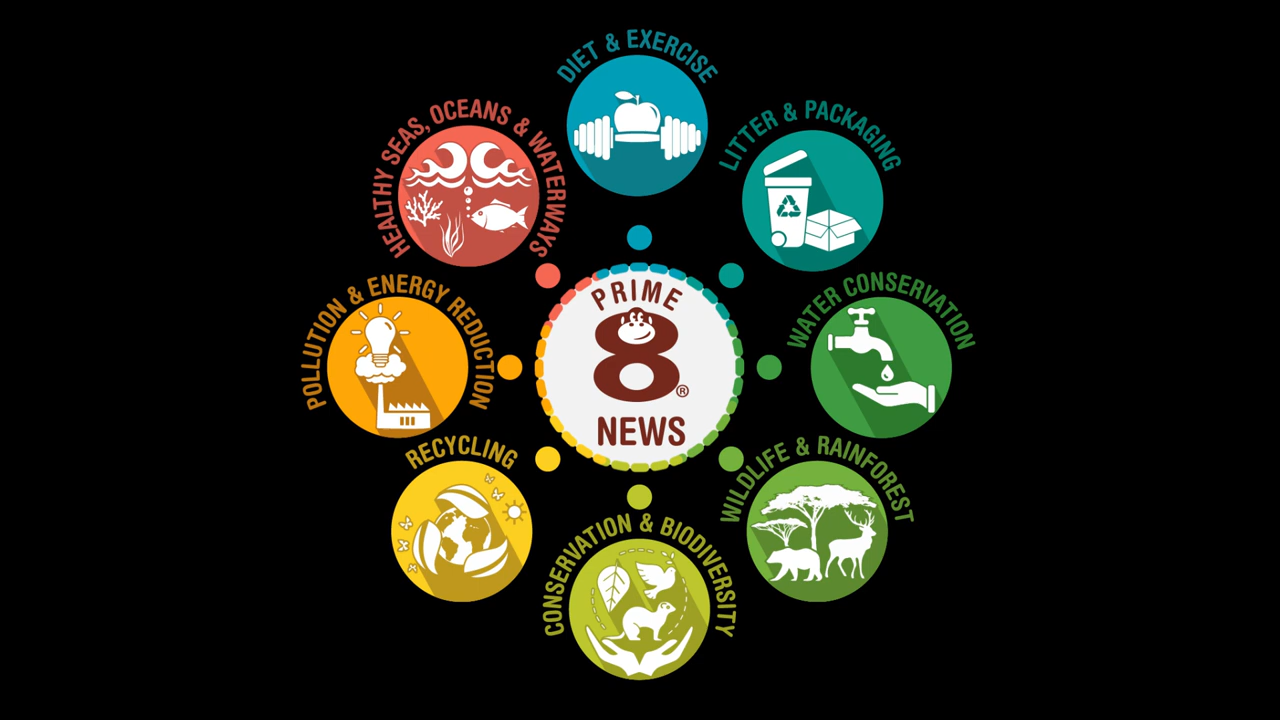 DIET & EXERCISE
LITTER & PACKAGING
WATER CONSERVATION
WILDLIFE & RAINFOREST
CONSERVATION & BIODIVERSITY
RECYCLING
POLLUTION & ENERGY REDUCTION
HEALTHY SEAS, OCEANS & WATERWAYS
PRIME
8®
NEWS